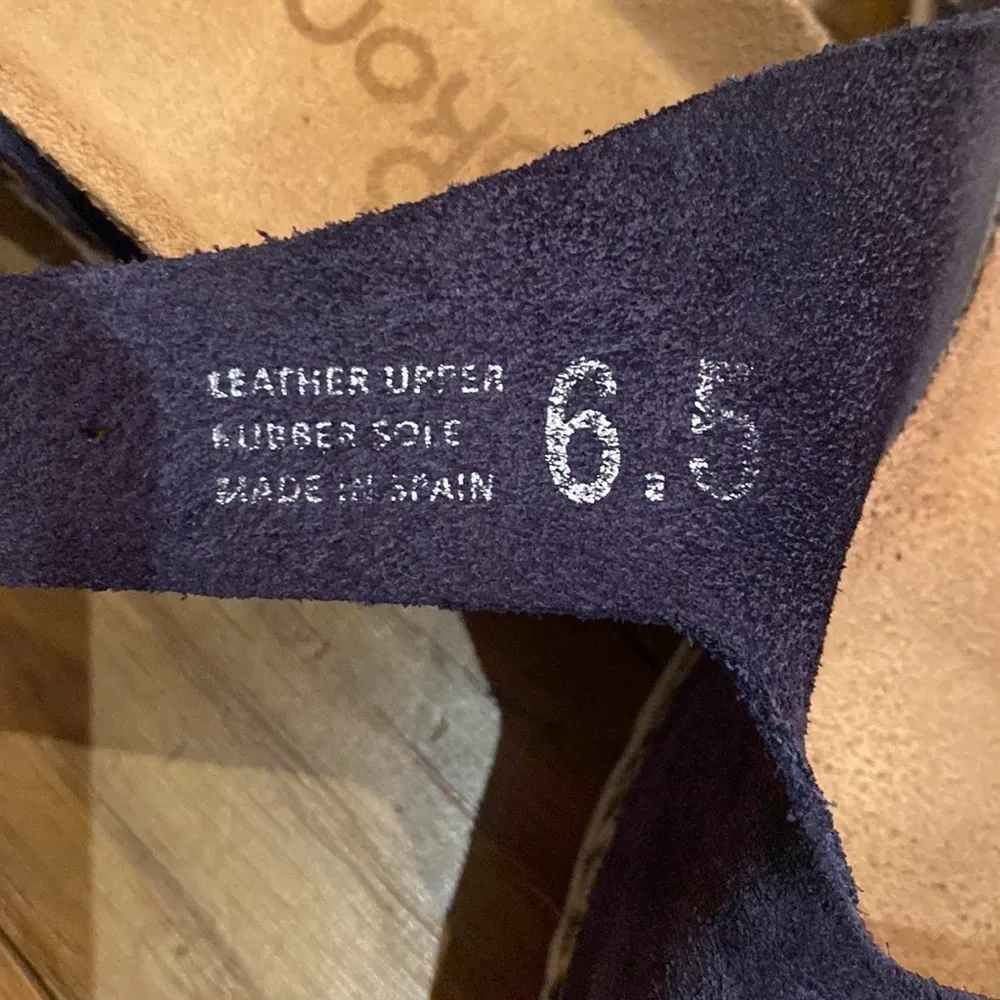 LEATHER UPPER
RUBBER SOLE
MADE IN SPAIN
6.5